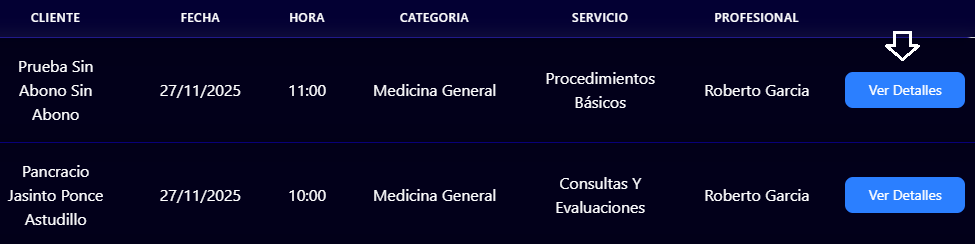 CLIENTE FECHA HORA CATEGORIA SERVICIO PROFESIONAL
Prueba Sin
Abono Sin
Abono
27/11/2025
11:00
Medicina General
Procedimientos
Básicos
Roberto Garcia
Ver Detalles
Pancracio
Jasinto Ponce
Astudillo
27/11/2025
10:00
Medicina General
Consultas Y
Evaluaciones
Roberto Garcia
Ver Detalles